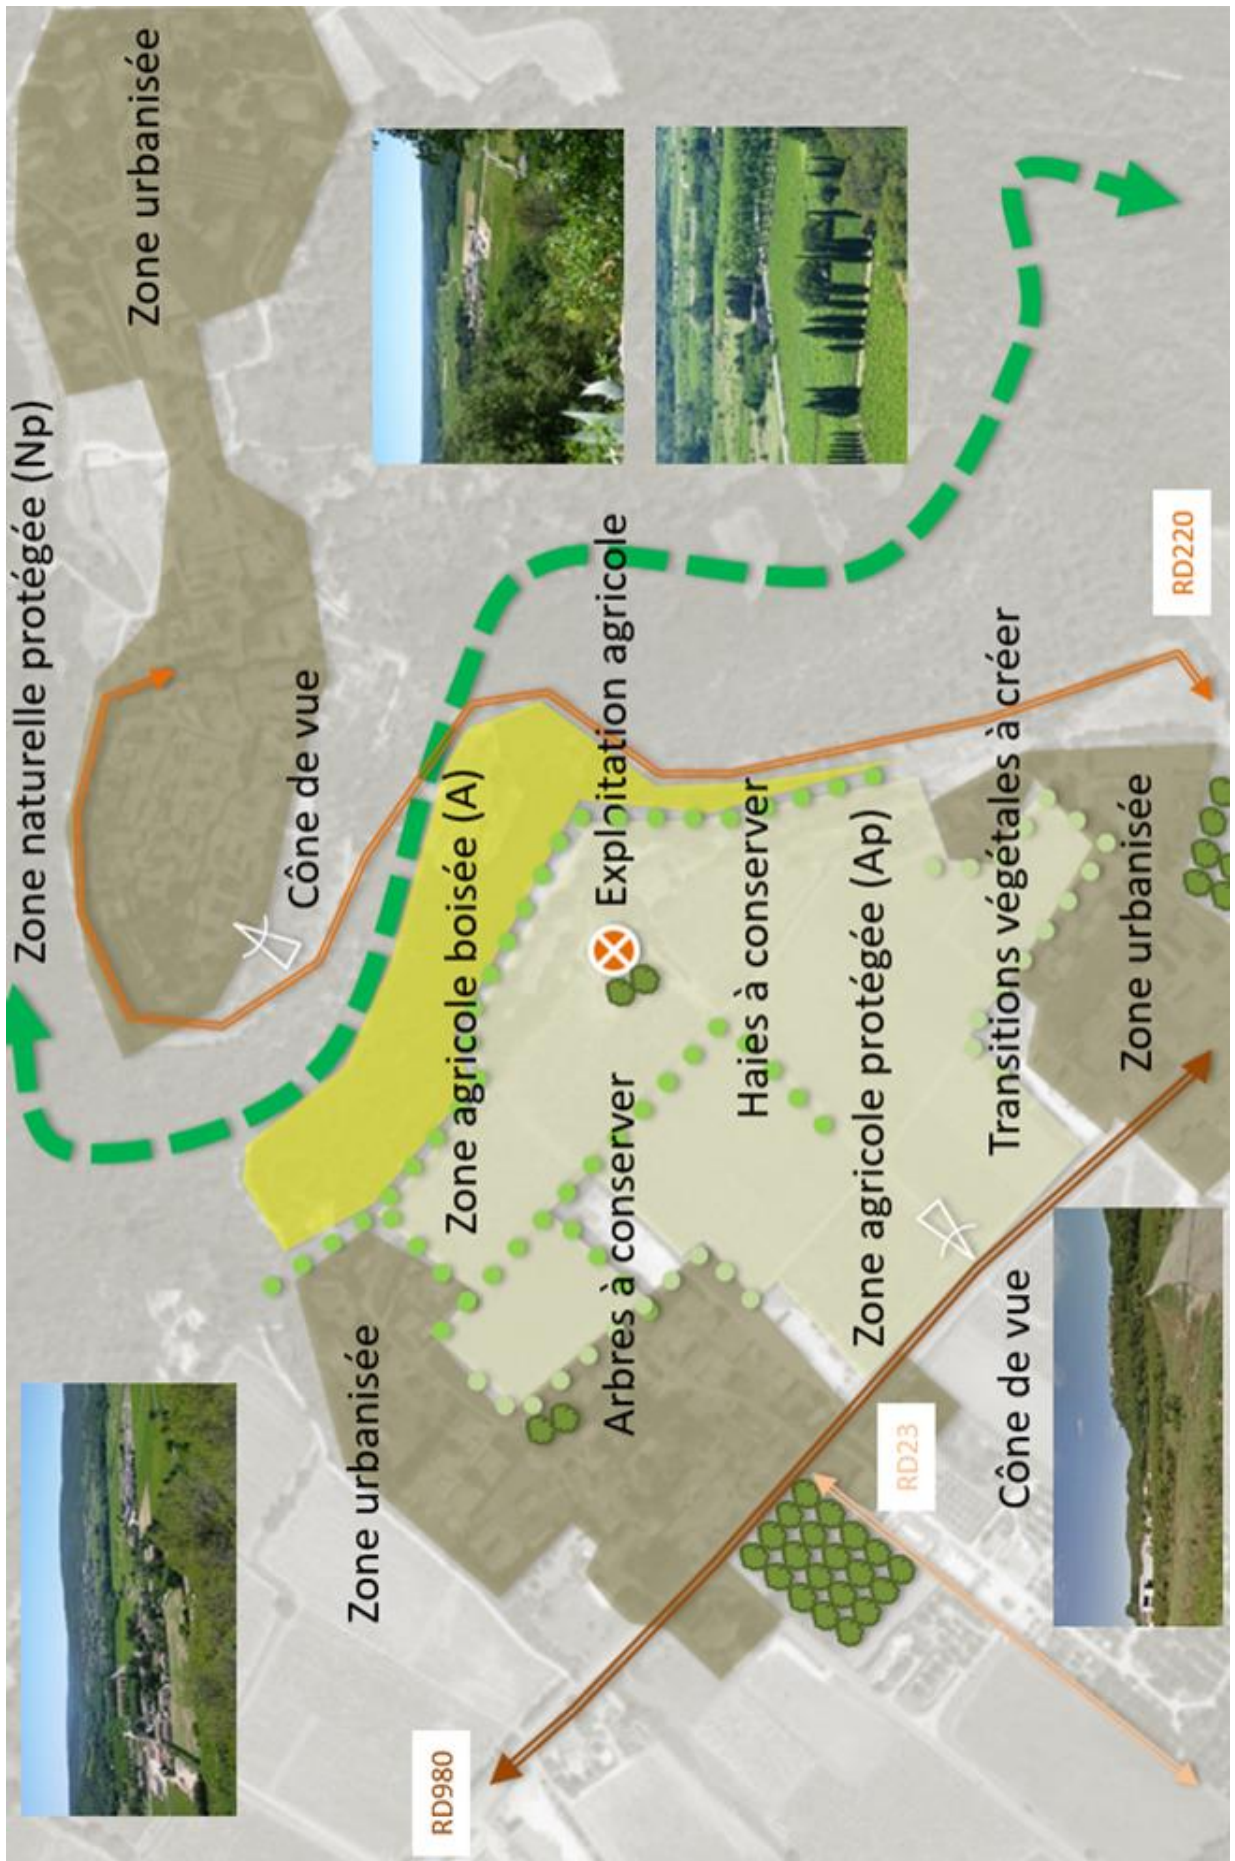 Zone naturelle protégée (Np)
Zone urbanisée
Cône de vue
Zone urbanisée
RD980
Zone agricole boisée (A)
Arbres à conserver
Exploitation agricole
Haies à conserver
Zone agricole protégée (Ap)
RD23
Cône de vue
Transitions végétales à créer
Zone urbanisée
RD220